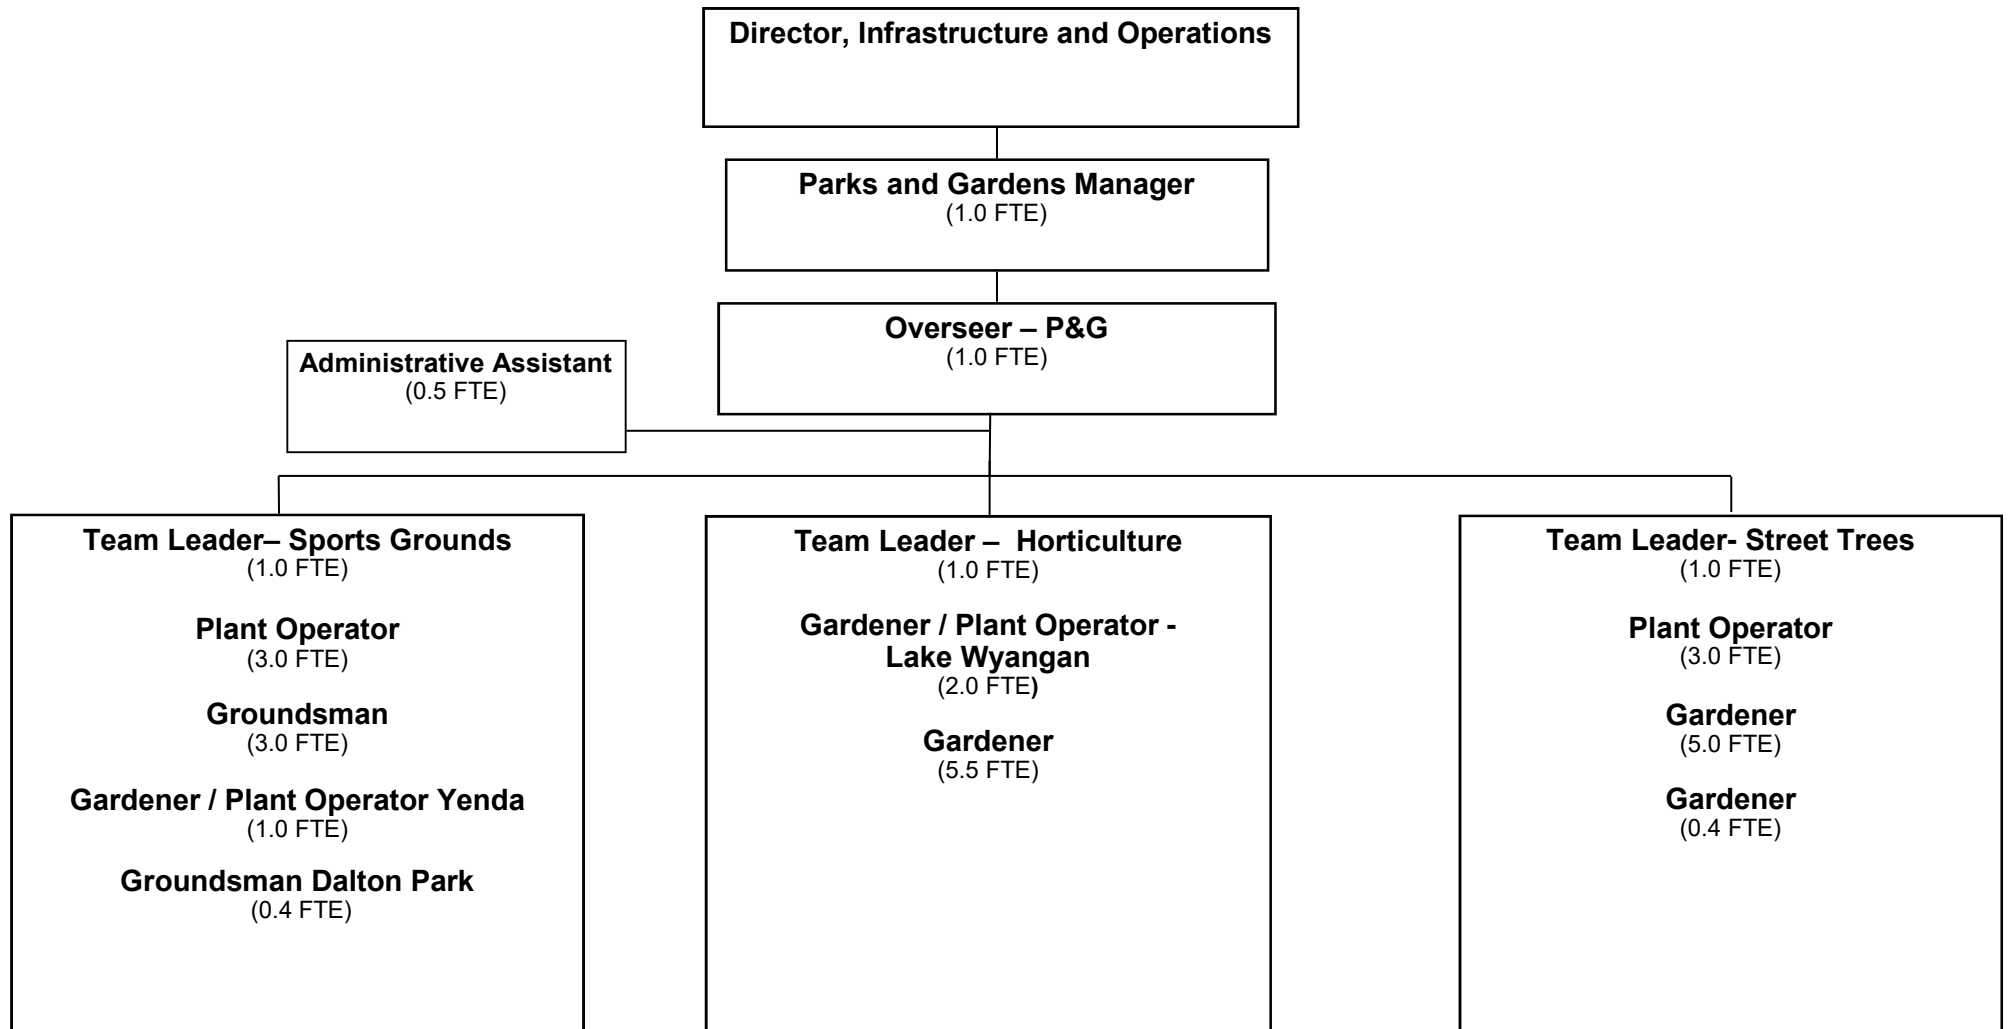 Director, Infrastructure and Operations
Parks and Gardens Manager
(1.0 FTE)
Overseer – P&G
(1.0 FTE)
Administrative Assistant
(0.5 FTE)
Team Leader– Sports Grounds
(1.0 FTE)
Plant Operator
(3.0 FTE)
Groundsman
(3.0 FTE)
Gardener / Plant Operator Yenda
(1.0 FTE)
Groundsman Dalton Park
(0.4 FTE)
Team Leader – Horticulture
(1.0 FTE)
Gardener / Plant Operator -
Lake Wyangan
(2.0 FTE)
Gardener
(5.5 FTE)
Team Leader- Street Trees
(1.0 FTE)
Plant Operator
(3.0 FTE)
Gardener
(5.0 FTE)
Gardener
(0.4 FTE)